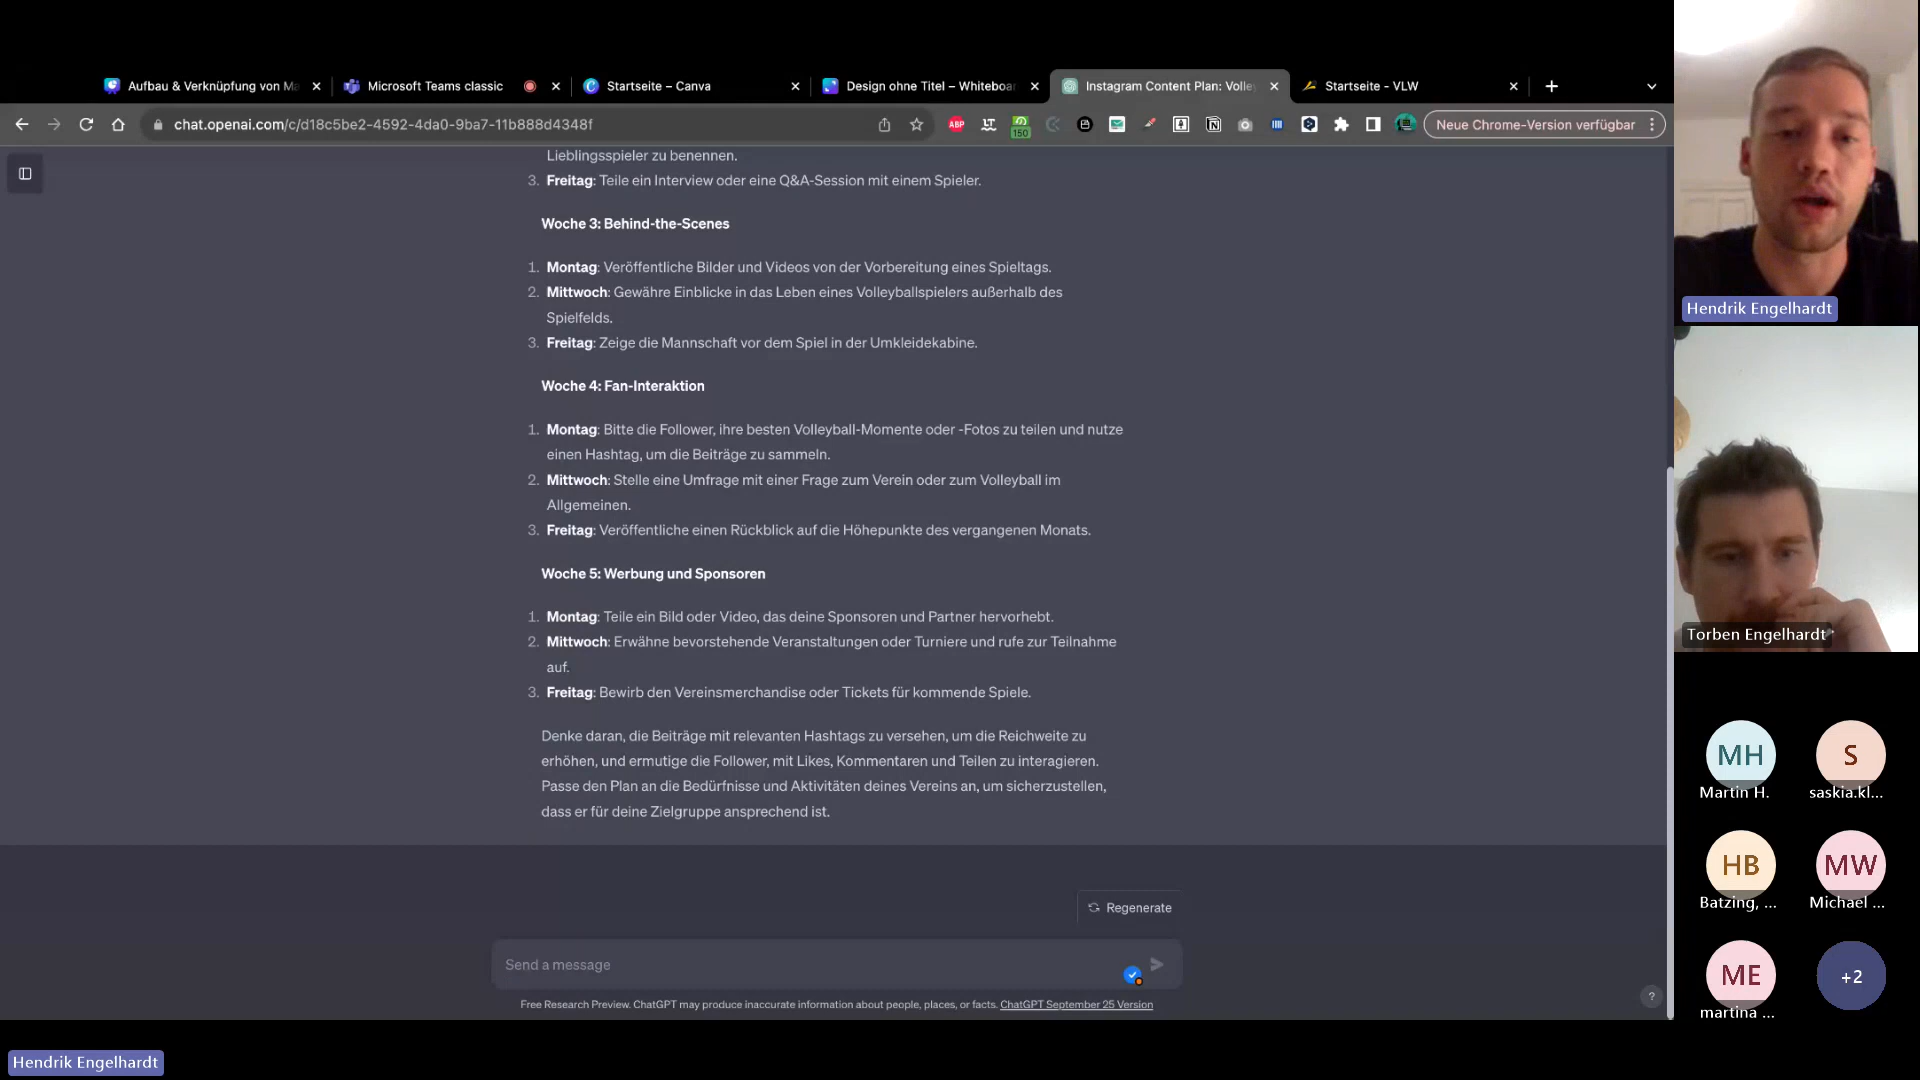 Aufbau & Verknüpfung von Ma
Microsoft Teams classic
Startseite – Canva
Design ohne Titel – Whiteboar
Instagram Content Plan: Volle
Startseite - VLW
chat.openai.com/c/d18c5be2-4592-4da0-9ba7-11b888d4348f
ABP
150
Neue Chrome-Version verfügbar
Lieblingsspieler zu benennen.
3. Freitag: Teile ein Interview oder eine Q&A-Session mit einem Spieler.
Woche 3: Behind-the-Scenes
1. Montag: Veröffentliche Bilder und Videos von der Vorbereitung eines Spieltags.
2. Mittwoch: Gewähre Einblicke in das Leben eines Volleyballspielers außerhalb des
Spielfelds.
3. Freitag: Zeige die Mannschaft vor dem Spiel in der Umkleidekabine.
Woche 4: Fan-Interaktion
1. Montag: Bitte die Follower, ihre besten Volleyball-Momente oder -Fotos zu teilen und nutze
einen Hashtag, um die Beiträge zu sammeln.
2. Mittwoch: Stelle eine Umfrage mit einer Frage zum Verein oder zum Volleyball im
Allgemeinen.
3. Freitag: Veröffentliche einen Rückblick auf die Höhepunkte des vergangenen Monats.
Woche 5: Werbung und Sponsoren
1. Montag: Teile ein Bild oder Video, das deine Sponsoren und Partner hervorhebt.
2. Mittwoch: Erwähne bevorstehende Veranstaltungen oder Turniere und rufe zur Teilnahme
auf.
3. Freitag: Bewirb den Vereinsmerchandise oder Tickets für kommende Spiele.
Denke daran, die Beiträge mit relevanten Hashtags zu versehen, um die Reichweite zu
erhöhen, und ermutige die Follower, mit Likes, Kommentaren und Teilen zu interagieren.
Passe den Plan an die Bedürfnisse und Aktivitäten deines Vereins an, um sicherzustellen,
dass er für deine Zielgruppe ansprechend ist.
Regenerate
Send a message
Free Research Preview. ChatGPT may produce inaccurate information about people, places, or facts. ChatGPT September 25 Version
?
Hendrik Engelhardt
Hendrik Engelhardt
Torben Engelhardt
MH
Martin H.
S
saskia.kl...
HB
Batzing, ...
MW
Michael ...
ME
martina ...
+2